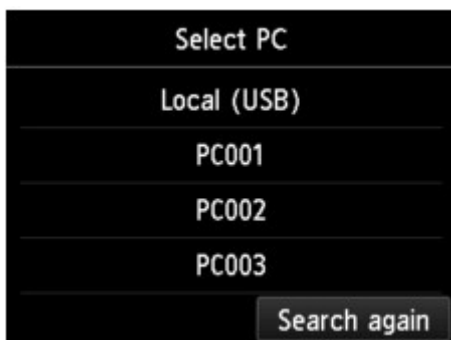 Select PC
Local (USB)
PC001
PC002
PC003
Search again